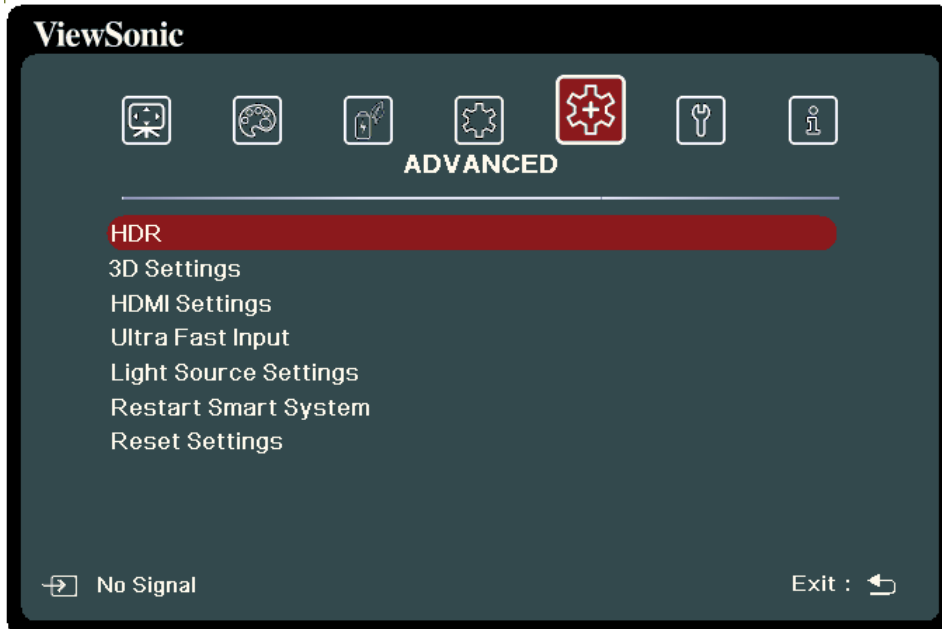 ViewSonic
ADVANCED
HDR
3D Settings
HDMI Settings
Ultra Fast Input
Light Source Settings
Restart Smart System
Reset Settings
No Signal
Exit :